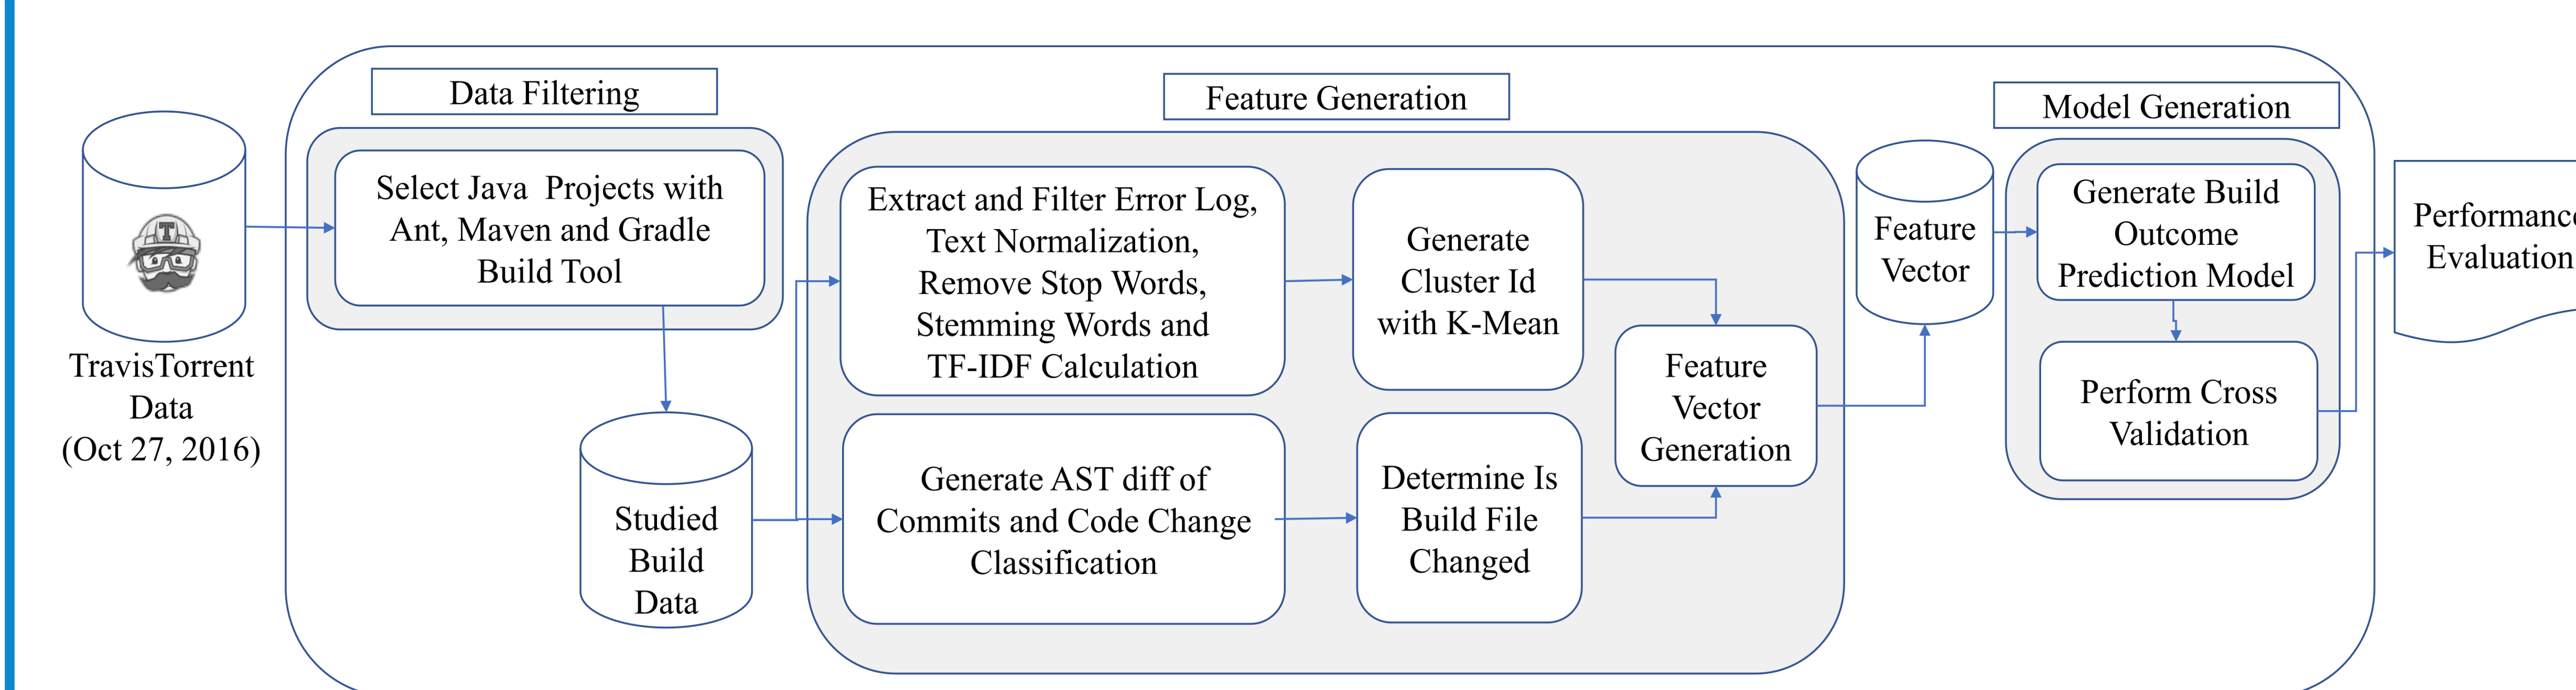 Data Filtering
Feature Generation
Model Generation
TravisTorrent
Data
(Oct 27, 2016)
T
Select Java  Projects with
Ant, Maven and Gradle
Build Tool
Studied
Build
Data
Extract and Filter Error Log,
Text Normalization,
Remove Stop Words,
Stemming Words and
TF-IDF Calculation
Generate
Cluster Id
with K-Mean
Generate AST diff of
Commits and Code Change
Classification
Determine Is
Build File
Changed
Feature
Vector
Generation
Feature
Vector
Generate Build
Outcome
Prediction Model
Perform Cross
Validation
Performance
Evaluation